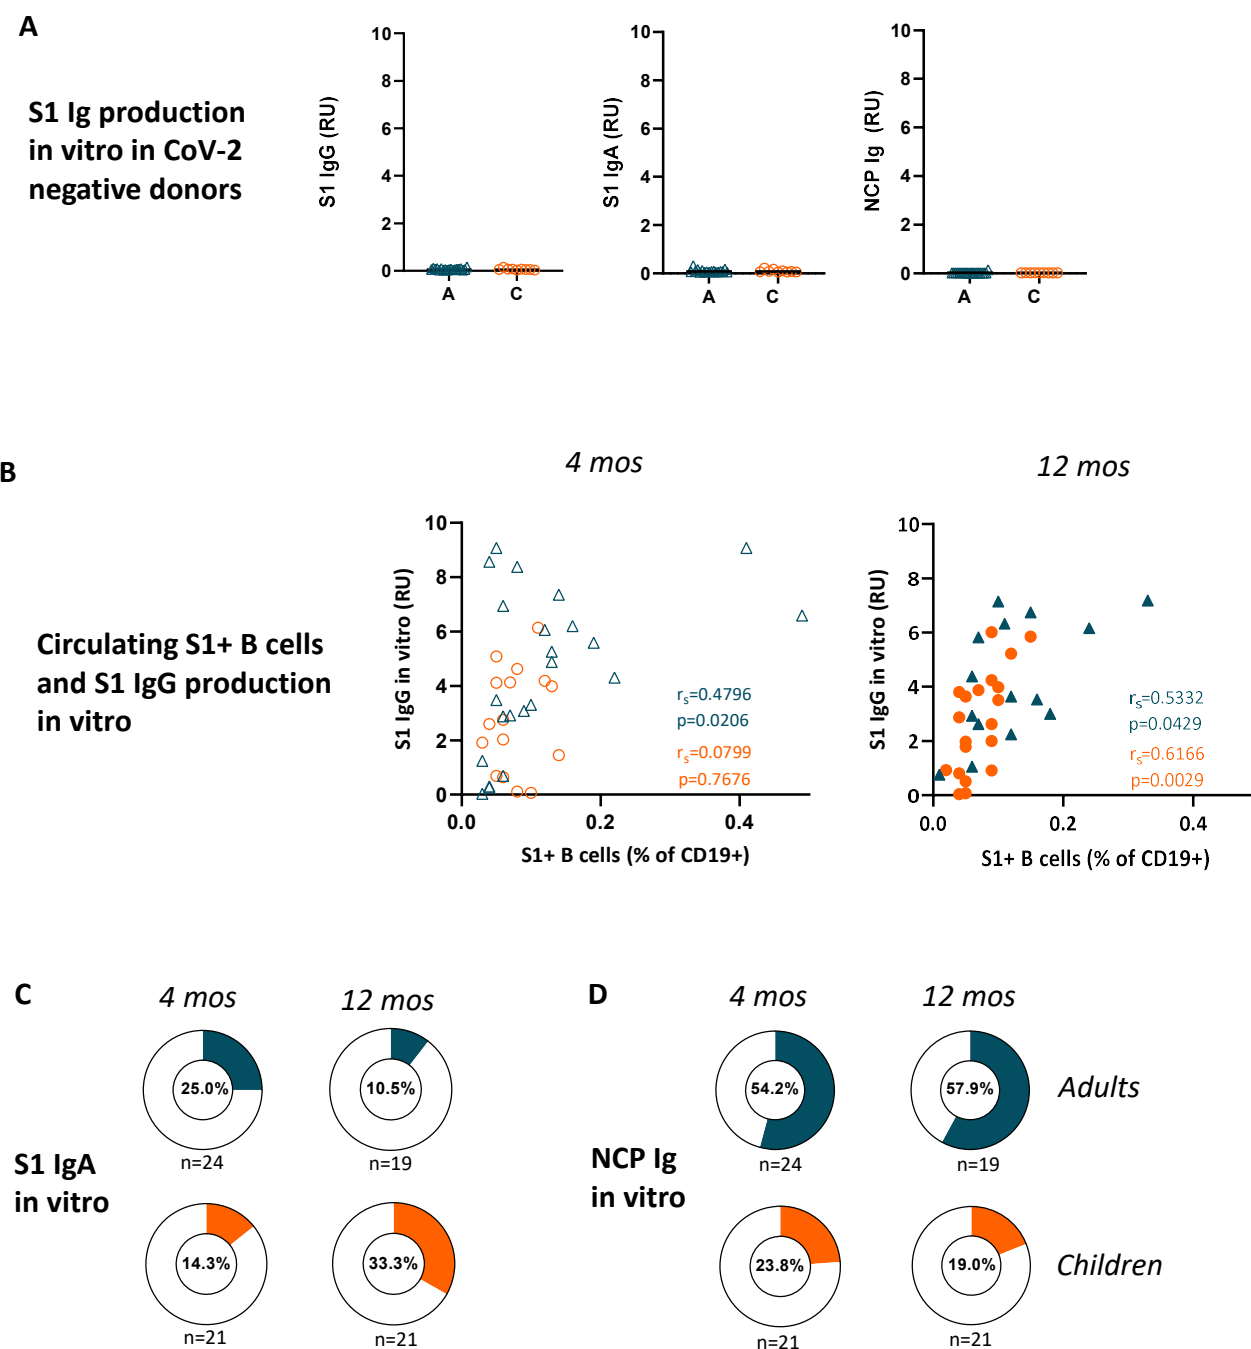 A
S1 Ig production
in vitro in CoV-2
negative donors
S1 IgG (RU)
10
8
6
4
2
0
A
C
S1 IgA (RU)
10
8
6
4
2
0
A
C
NCP Ig (RU)
10
8
6
4
2
0
A
C
B
4 mos
12 mos
Circulating S1+ B cells
and S1 IgG production
in vitro
S1 IgG in vitro (RU)
10
8
6
4
2
0
rs=0.4796
p=0.0206
rs=0.0799
p=0.7676
0.0
0.2
0.4
S1+ B cells (% of CD19+)
S1 IgG in vitro (RU)
10
8
6
4
2
0
rs=0.5332
p=0.0429
rs=0.6166
p=0.0029
0.0
0.2
0.4
S1+ B cells (% of CD19+)
C
4 mos
12 mos
S1 IgA
in vitro
25.0%
n=24
10.5%
n=19
14.3%
n=21
33.3%
n=21
D
4 mos
12 mos
NCP Ig
in vitro
54.2%
n=24
57.9%
n=19
Adults
23.8%
n=21
19.0%
n=21
Children